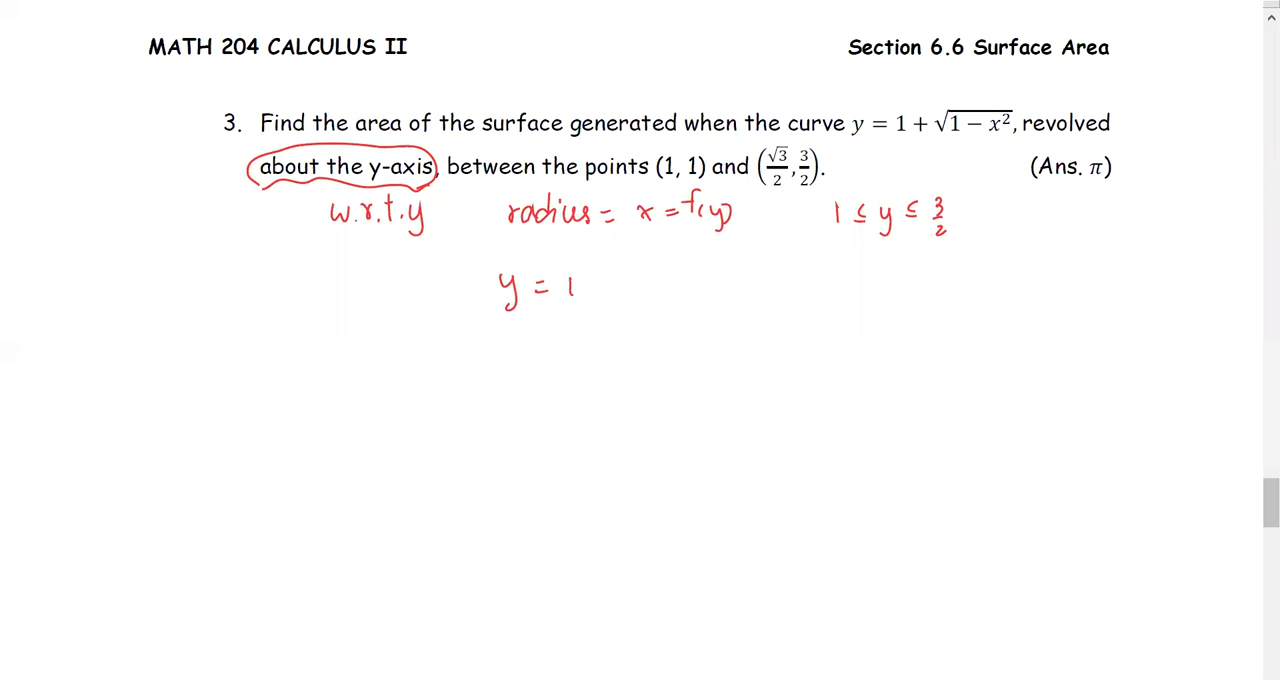 MATH 204 CALCULUS II Section 6.6 Surface Area
3. Find the area of the surface generated when the curve y = 1 + √(1 − x²), revolved
about the y-axis, between the points (1, 1) and (√3/2, 3/2). (Ans. π)
w.r.t.y radius = x = f(y) 1 ≤ y ≤ 3/2
y = 1